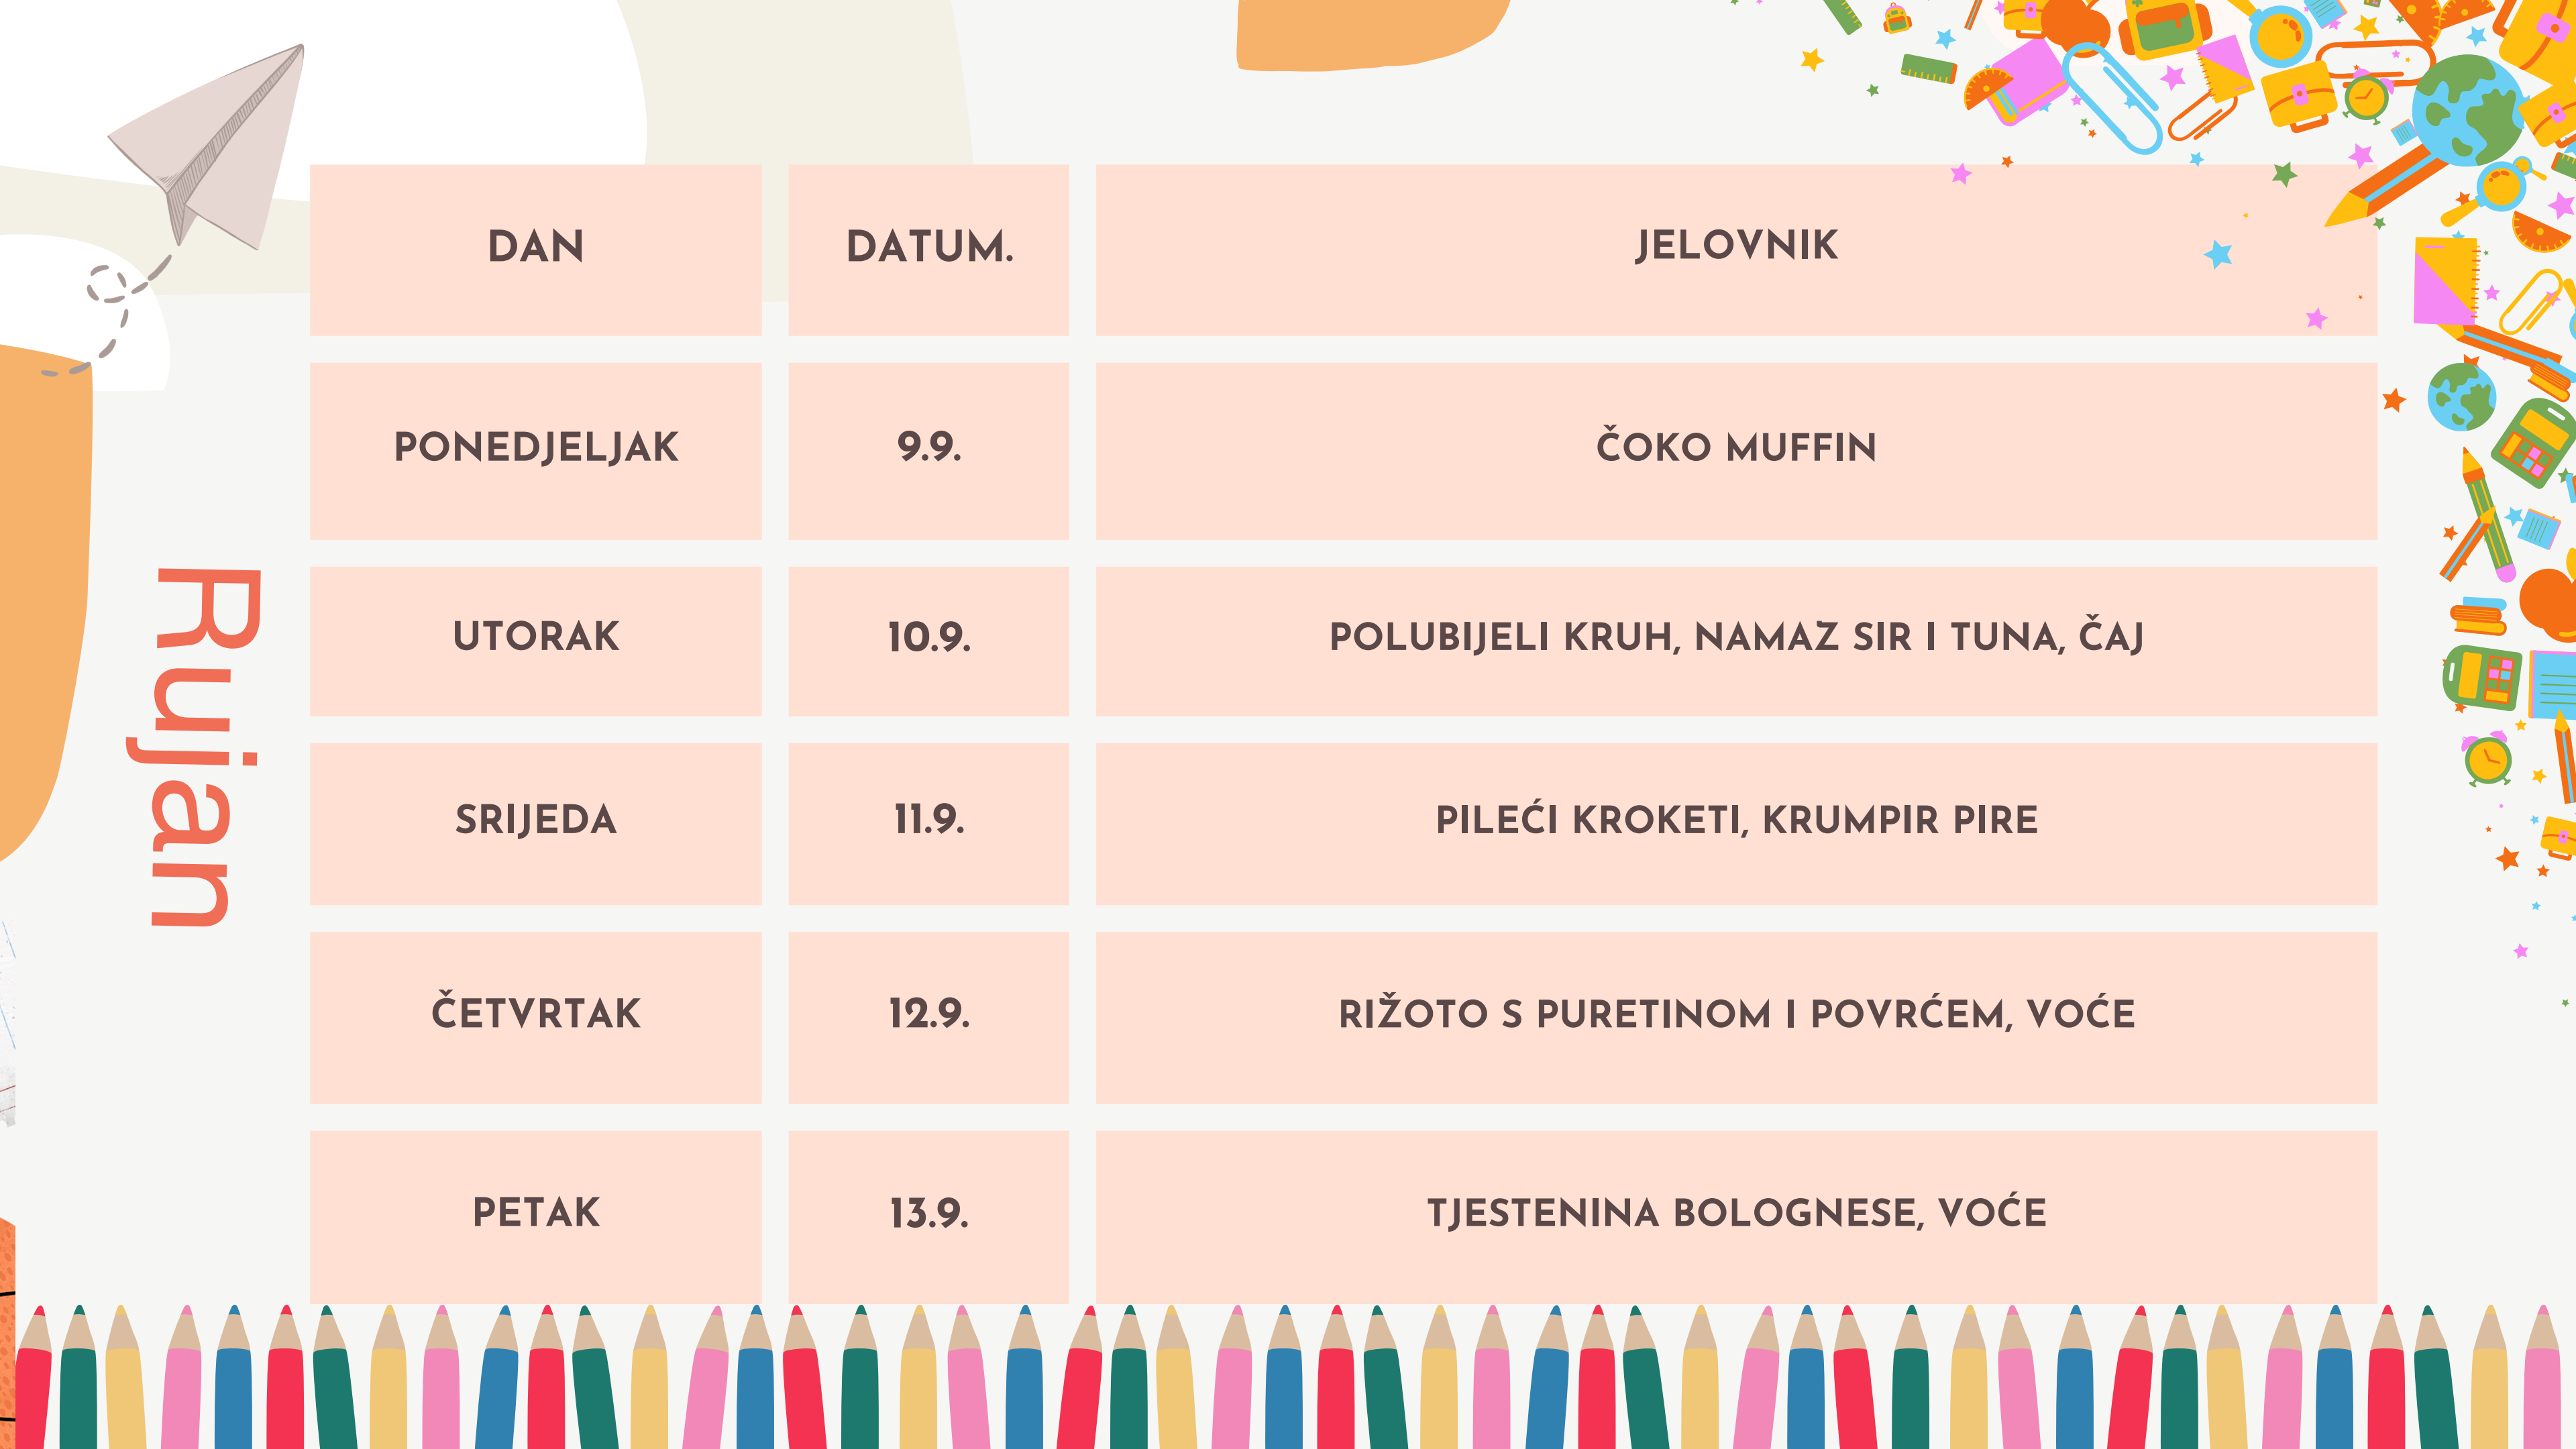 Rujan
DAN DATUM. JELOVNIK
PONEDJELJAK 9.9. ČOKO MUFFIN
UTORAK 10.9. POLUBIJELI KRUH, NAMAZ SIR I TUNA, ČAJ
SRIJEDA 11.9. PILEĆI KROKETI, KRUMPIR PIRE
ČETVRTAK 12.9. RIŽOTO S PURETINOM I POVRĆEM, VOĆE
PETAK 13.9. TJESTENINA BOLOGNESE, VOĆE